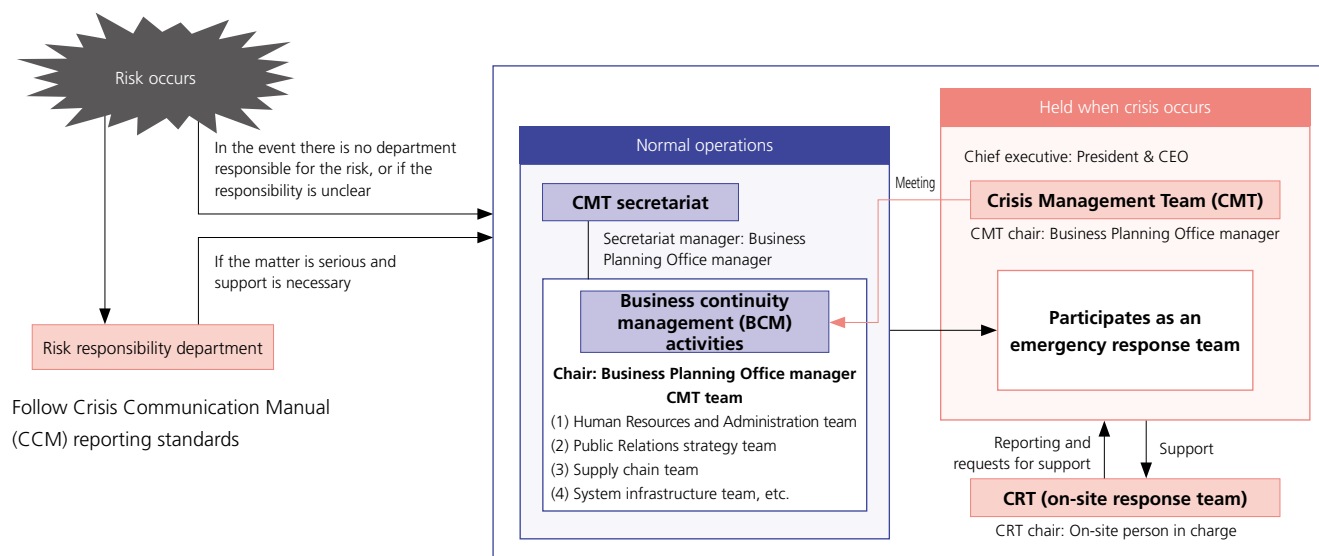 Risk occurs
In the event there is no department
responsible for the risk, or if the
responsibility is unclear
If the matter is serious and
support is necessary
Risk responsibility department
Follow Crisis Communication Manual
(CCM) reporting standards
Normal operations
CMT secretariat
Secretariat manager: Business
Planning Office manager
Business continuity
management (BCM)
activities
Chair: Business Planning Office manager
CMT team
(1) Human Resources and Administration team
(2) Public Relations strategy team
(3) Supply chain team
(4) System infrastructure team, etc.
Meeting
Held when crisis occurs
Chief executive: President & CEO
Crisis Management Team (CMT)
CMT chair: Business Planning Office manager
Participates as an
emergency response team
Reporting and
requests for support
Support
CRT (on-site response team)
CRT chair: On-site person in charge